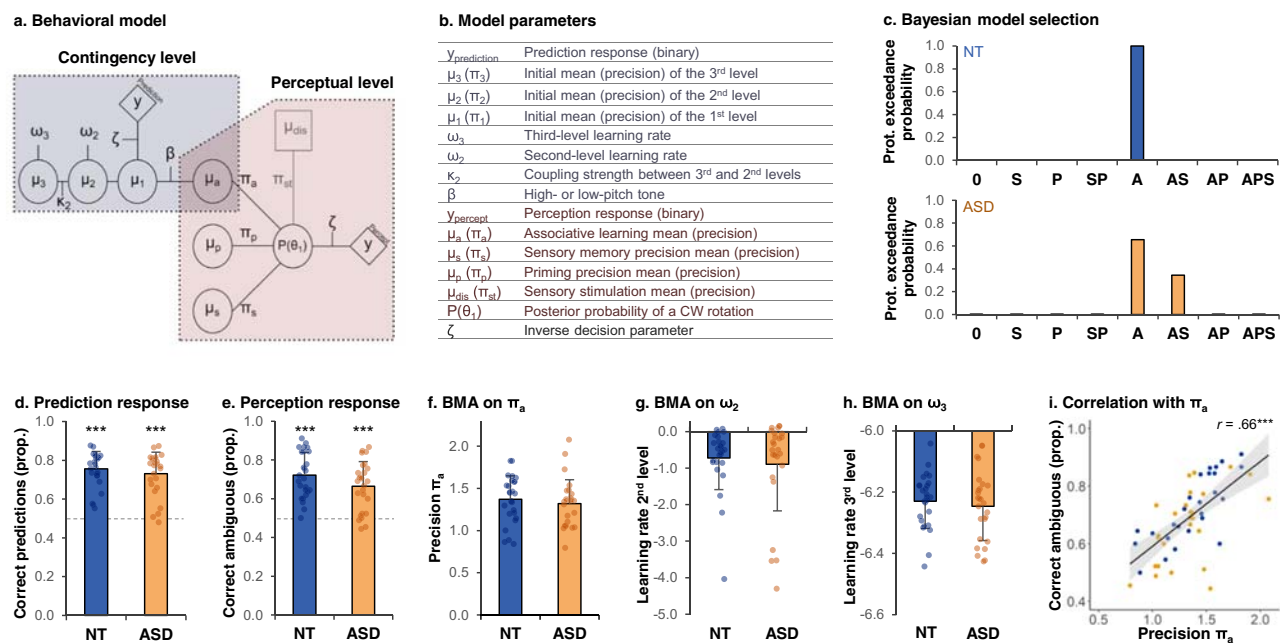 a. Behavioral model
Contingency level
Perceptual level
Prediction
y
ζ
ω3
ω2
β
μ3
κ2
μ2
μ1
μa
πa
μdis
πst
μp
πp
P(θ1)
ζ
y
Percept
μs
πs
b. Model parameters
yprediction Prediction response (binary)
μ3 (π3) Initial mean (precision) of the 3rd level
μ2 (π2) Initial mean (precision) of the 2nd level
μ1 (π1) Initial mean (precision) of the 1st level
ω3 Third-level learning rate
ω2 Second-level learning rate
κ2 Coupling strength between 3rd and 2nd levels
β High- or low-pitch tone
ypercept Perception response (binary)
μa (πa) Associative learning mean (precision)
μs (πs) Sensory memory precision mean (precision)
μp (πp) Priming precision mean (precision)
μdis (πst) Sensory stimulation mean (precision)
P(θ1) Posterior probability of a CW rotation
ζ Inverse decision parameter
c. Bayesian model selection
Prot. exceedance
probability
NT
1.0
0.8
0.6
0.4
0.2
0.0
0 S P SP A AS AP APS
Prot. exceedance
probability
ASD
1.0
0.8
0.6
0.4
0.2
0.0
0 S P SP A AS AP APS
d. Prediction response
Correct predictions (prop.)
1.0
0.8
0.6
0.4
0.2
0.0
*** ***
NT ASD
e. Perception response
Correct ambiguous (prop.)
1.0
0.8
0.6
0.4
0.2
0.0
*** ***
NT ASD
f. BMA on πa
Precision πa
2.0
1.5
1.0
0.5
0.0
NT ASD
g. BMA on ω2
Learning rate 2nd level
0.0
-1.0
-2.0
-3.0
-4.0
-5.0
NT ASD
h. BMA on ω3
Learning rate 3rd level
-6.0
-6.2
-6.4
-6.6
NT ASD
i. Correlation with πa
r = .66***
Correct ambiguous (prop.)
1.0
0.8
0.6
0.4
0.5 1.0 1.5 2.0
Precision πa